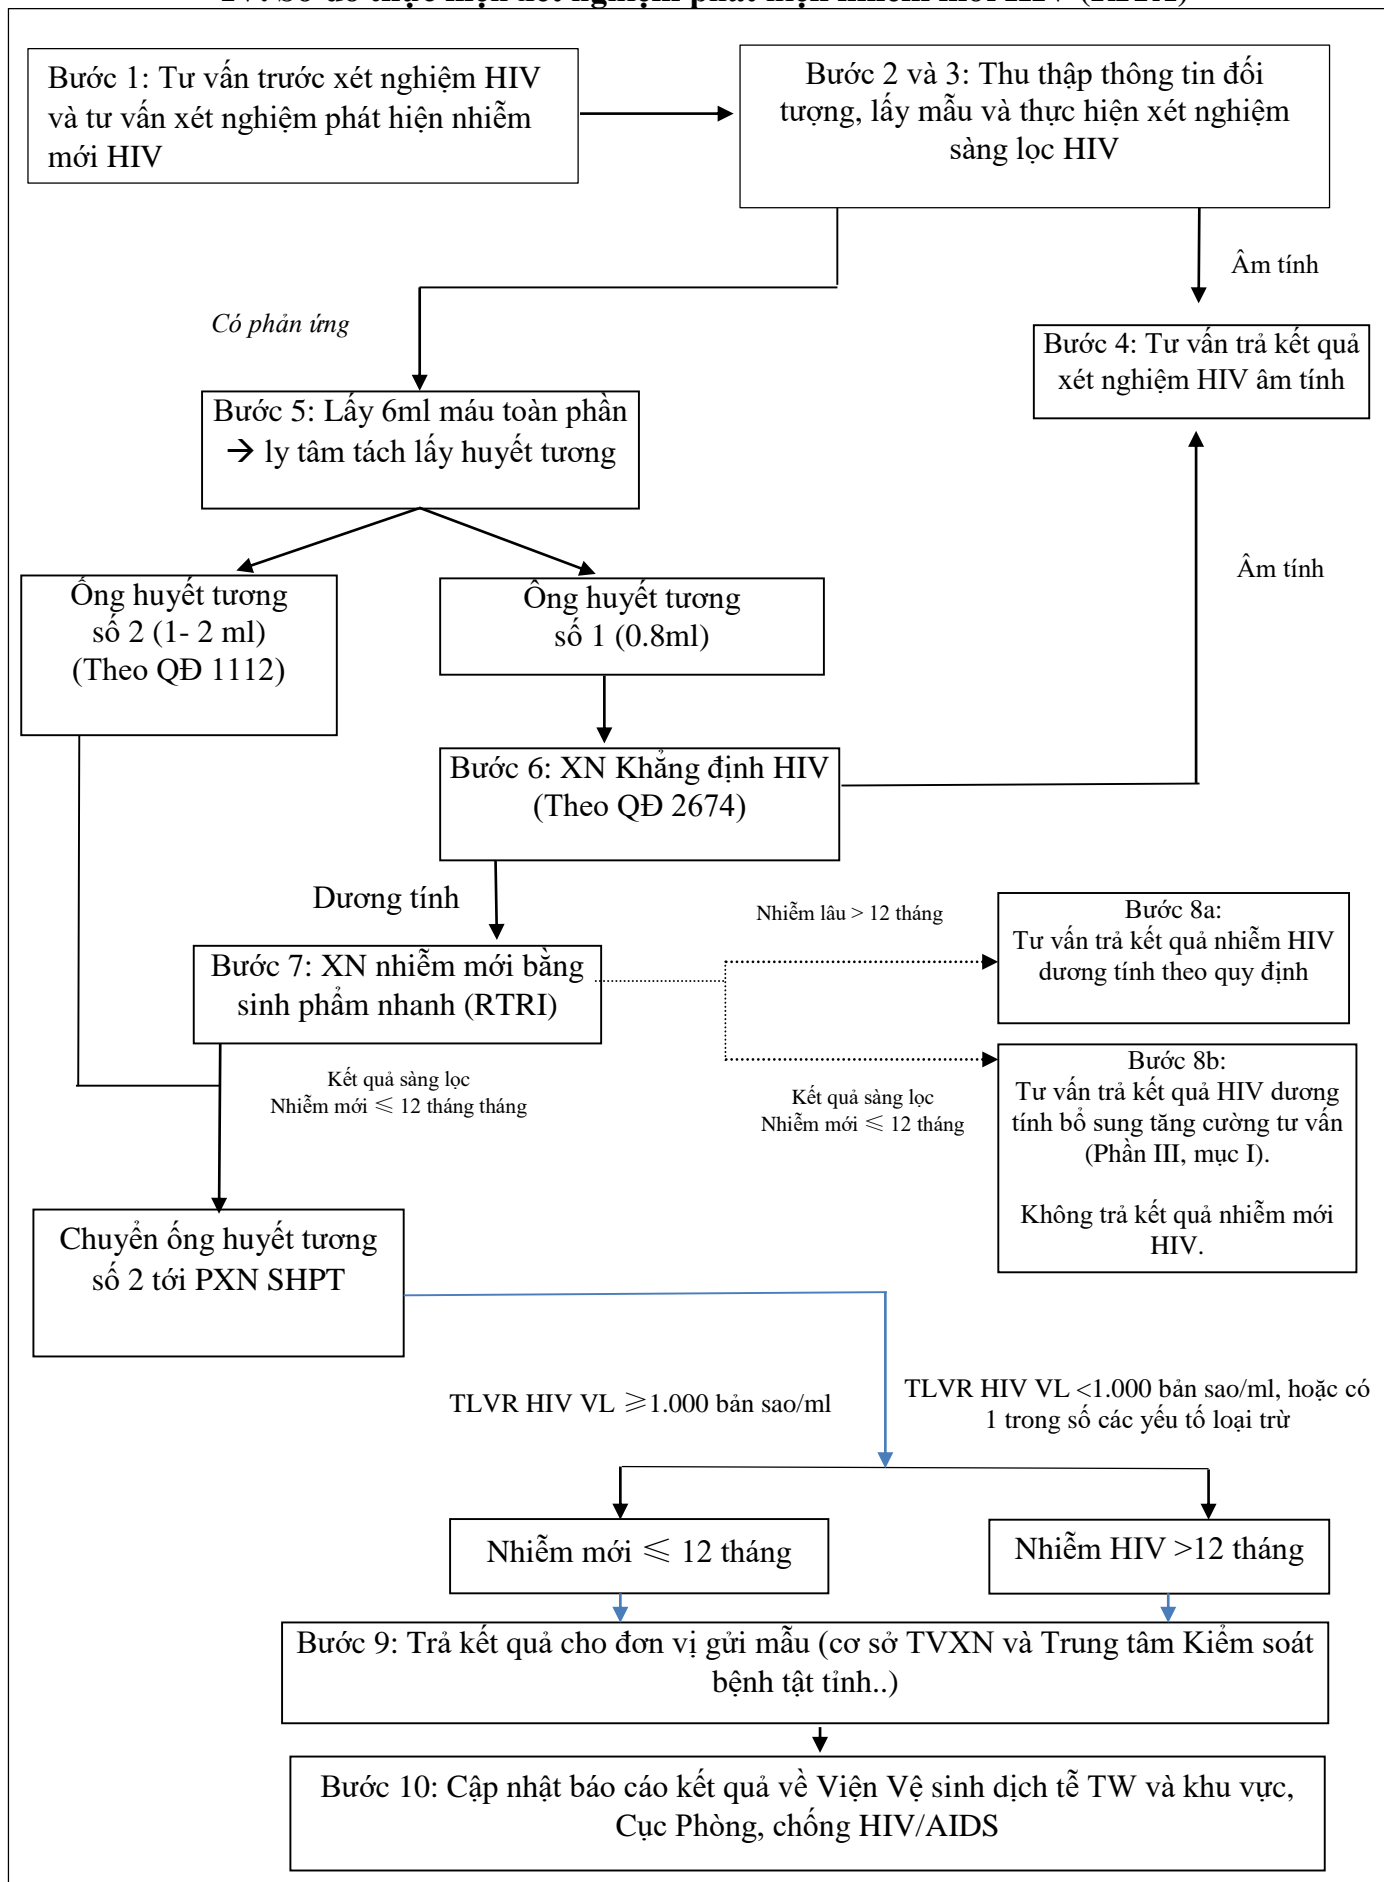 Bước 1: Tư vấn trước xét nghiệm HIV
và tư vấn xét nghiệm phát hiện nhiễm
mới HIV
Bước 2 và 3: Thu thập thông tin đối
tượng, lấy mẫu và thực hiện xét nghiệm
sàng lọc HIV
Âm tính
Có phản ứng
Bước 4: Tư vấn trả kết quả
xét nghiệm HIV âm tính
Bước 5: Lấy 6ml máu toàn phần
→ ly tâm tách lấy huyết tương
Âm tính
Ống huyết tương
số 2 (1- 2 ml)
(Theo QĐ 1112)
Ống huyết tương
số 1 (0.8ml)
Bước 6: XN Khẳng định HIV
(Theo QĐ 2674)
Dương tính
Nhiễm lâu > 12 tháng
Bước 8a:
Tư vấn trả kết quả nhiễm HIV
dương tính theo quy định
Bước 7: XN nhiễm mới bằng
sinh phẩm nhanh (RTRI)
Kết quả sàng lọc
Nhiễm mới ≤ 12 tháng tháng
Kết quả sàng lọc
Nhiễm mới ≤ 12 tháng
Bước 8b:
Tư vấn trả kết quả HIV dương
tính bổ sung tăng cường tư vấn
(Phần III, mục I).
Không trả kết quả nhiễm mới
HIV.
Chuyển ống huyết tương
số 2 tới PXN SHPT
TLVR HIV VL ≥1.000 bản sao/ml
TLVR HIV VL <1.000 bản sao/ml, hoặc có
1 trong số các yếu tố loại trừ
Nhiễm mới ≤ 12 tháng
Nhiễm HIV >12 tháng
Bước 9: Trả kết quả cho đơn vị gửi mẫu (cơ sở TVXN và Trung tâm Kiểm soát
bệnh tật tỉnh..)
Bước 10: Cập nhật báo cáo kết quả về Viện Vệ sinh dịch tễ TW và khu vực,
Cục Phòng, chống HIV/AIDS